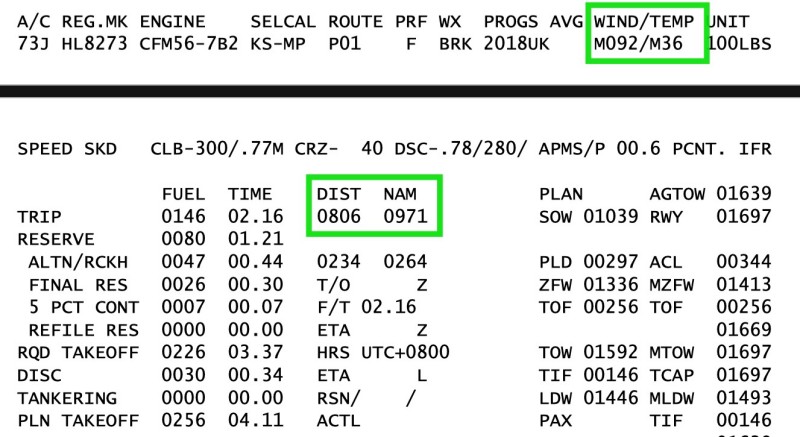 A/C REG.MK ENGINE SELCAL ROUTE PRF WX PROGS AVG WIND/TEMP UNIT
73J HL8273 CFM56-7B2 KS-MP P01 F BRK 2018UK M092/M36 100LBS
SPEED SKD CLB-300/.77M CRZ- 40 DSC-.78/280/ APMS/P 00.6 PCNT. IFR
FUEL TIME DIST NAM PLAN AGTOW 01639
TRIP 0146 02.16 0806 0971 SOW 01039 RWY 01697
RESERVE 0080 01.21
ALTN/RCKH 0047 00.44 0234 0264 PLD 00297 ACL 00344
FINAL RES 0026 00.30 T/O Z ZFW 01336 MZFW 01413
5 PCT CONT 0007 00.07 F/T 02.16 TOF 00256 TOF 00256
REFILE RES 0000 00.00 ETA Z 01669
RQD TAKEOFF 0226 03.37 HRS UTC+0800 TOW 01592 MTOW 01697
DISC 0030 00.34 ETA L TIF 00146 TCAP 01697
TANKERING 0000 00.00 RSN/ / LDW 01446 MLDW 01493
PLN TAKEOFF 0256 04.11 ACTL PAX TIF 00146